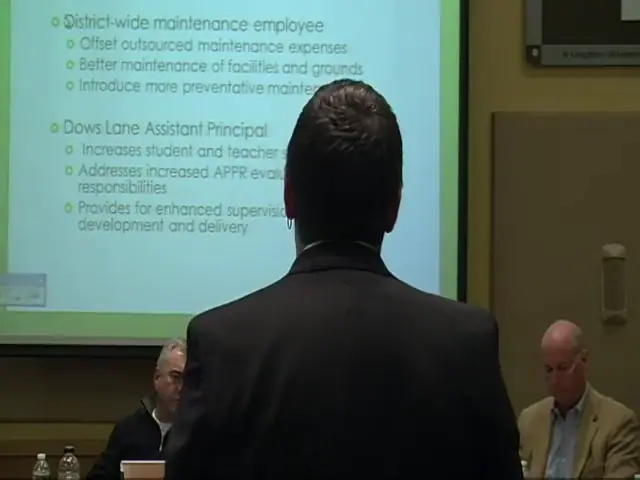 District-wide maintenance employee
Offset outsourced maintenance expenses
Better maintenance of facilities and grounds
Introduce more preventative
Dows Lane Assistant Principal
Increases student and teacher
Addresses increased APPR
responsibilities
Provides for enhanced
development and delivery